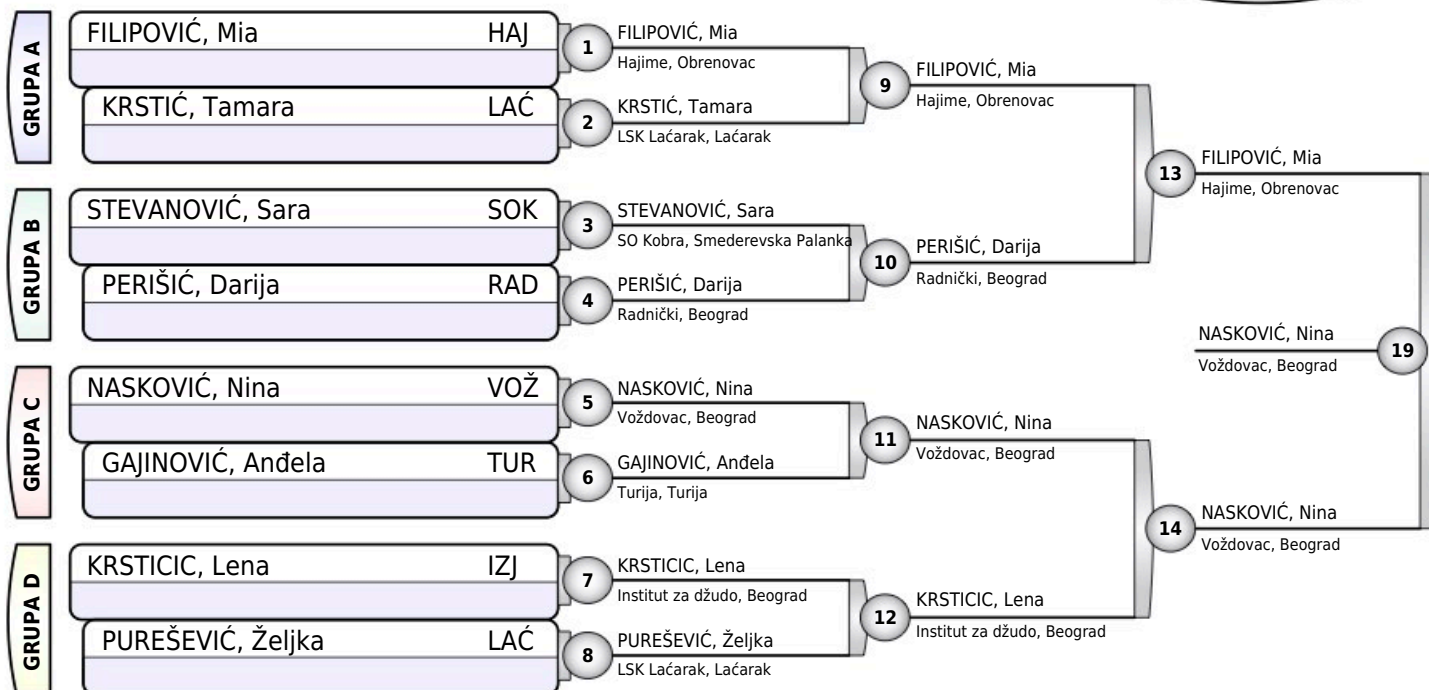 GRUPA A
FILIPOVIĆ, Mia HAJ
KRSTIĆ, Tamara LAĆ
1
FILIPOVIĆ, Mia
Hajime, Obrenovac
2
KRSTIĆ, Tamara
LSK Laćarak, Laćarak
9
FILIPOVIĆ, Mia
Hajime, Obrenovac
GRUPA B
STEVANOVIĆ, Sara SOK
PERIŠIĆ, Darija RAD
3
STEVANOVIĆ, Sara
SO Kobra, Smederevska Palanka
4
PERIŠIĆ, Darija
Radnički, Beograd
10
PERIŠIĆ, Darija
Radnički, Beograd
13
FILIPOVIĆ, Mia
Hajime, Obrenovac
GRUPA C
NASKOVIĆ, Nina VOŽ
GAJINOVIĆ, Anđela TUR
5
NASKOVIĆ, Nina
Voždovac, Beograd
6
GAJINOVIĆ, Anđela
Turija, Turija
11
NASKOVIĆ, Nina
Voždovac, Beograd
GRUPA D
KRSTICIC, Lena IZJ
PUREŠEVIĆ, Željka LAĆ
7
KRSTICIC, Lena
Institut za džudo, Beograd
8
PUREŠEVIĆ, Željka
LSK Laćarak, Laćarak
12
KRSTICIC, Lena
Institut za džudo, Beograd
14
NASKOVIĆ, Nina
Voždovac, Beograd
NASKOVIĆ, Nina
Voždovac, Beograd
19